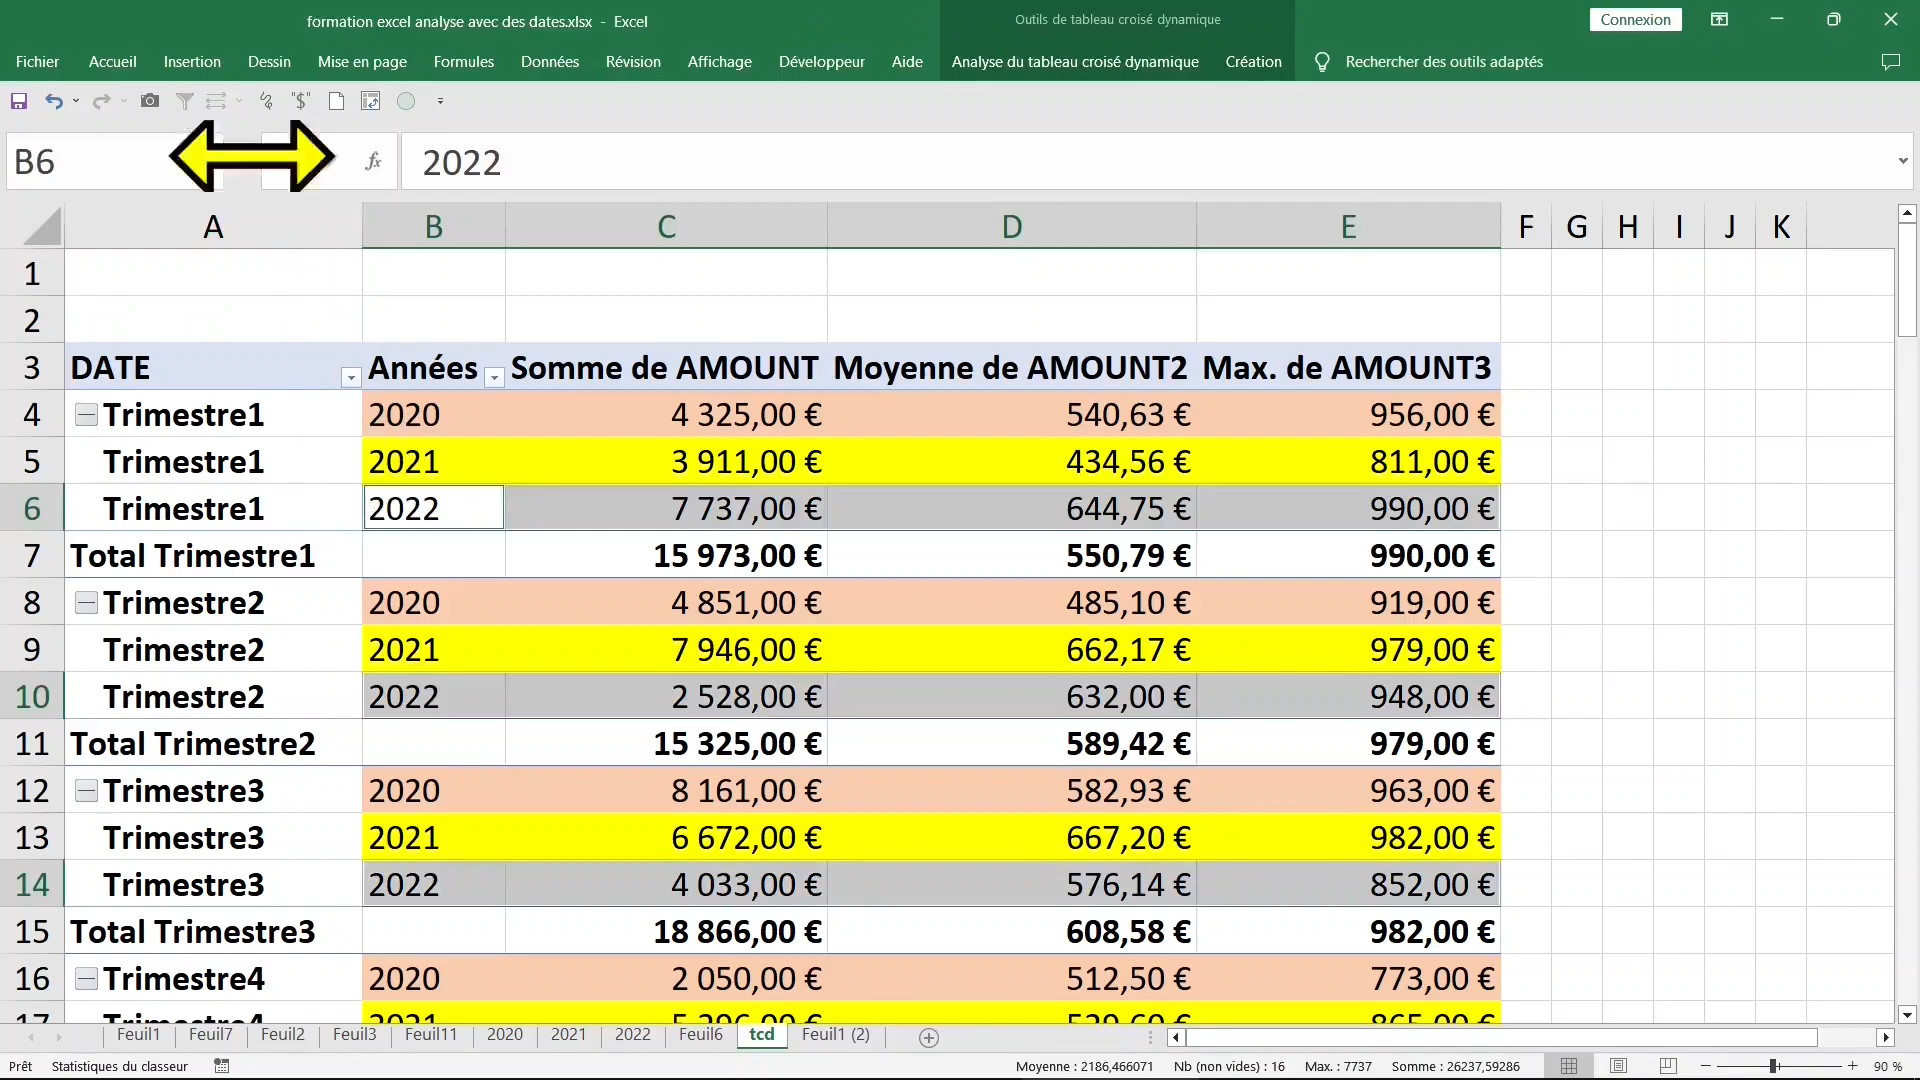 formation excel analyse avec des dates.xlsx - Excel
Outils de tableau croisé dynamique
Connexion
Fichier Accueil Insertion Dessin Mise en page Formules Données Révision Affichage Développeur Aide Analyse du tableau croisé dynamique Création Rechercher des outils adaptés
"$"
B6 fx 2022
A B C D E F G H I J K
1
2
3 DATE Années Somme de AMOUNT Moyenne de AMOUNT2 Max. de AMOUNT3
4 Trimestre1 2020 4 325,00 € 540,63 € 956,00 €
5 Trimestre1 2021 3 911,00 € 434,56 € 811,00 €
6 Trimestre1 2022 7 737,00 € 644,75 € 990,00 €
7 Total Trimestre1 15 973,00 € 550,79 € 990,00 €
8 Trimestre2 2020 4 851,00 € 485,10 € 919,00 €
9 Trimestre2 2021 7 946,00 € 662,17 € 979,00 €
10 Trimestre2 2022 2 528,00 € 632,00 € 948,00 €
11 Total Trimestre2 15 325,00 € 589,42 € 979,00 €
12 Trimestre3 2020 8 161,00 € 582,93 € 963,00 €
13 Trimestre3 2021 6 672,00 € 667,20 € 982,00 €
14 Trimestre3 2022 4 033,00 € 576,14 € 852,00 €
15 Total Trimestre3 18 866,00 € 608,58 € 982,00 €
16 Trimestre4 2020 2 050,00 € 512,50 € 773,00 €
17 Trimestre4 2021
Feuil1 Feuil7 Feuil2 Feuil3 Feuil11 2020 2021 2022 Feuil6 tcd Feuil1 (2)
Prêt Statistiques du classeur Moyenne : 2186,466071 Nb (non vides) : 16 Max. : 7737 Somme : 26237,59286 90 %